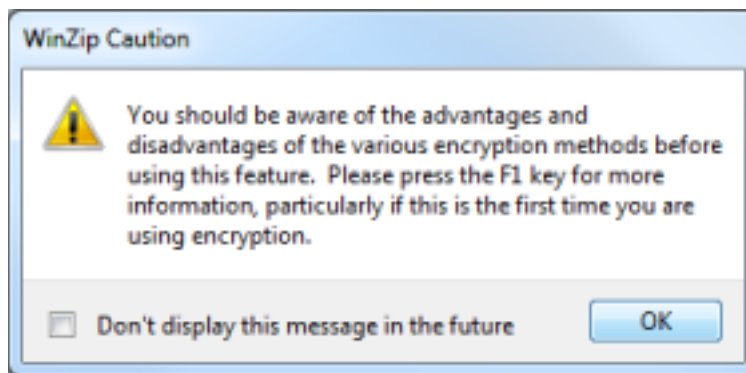 WinZip Caution
You should be aware of the advantages and
disadvantages of the various encryption methods before
using this feature.  Please press the F1 key for more
information, particularly if this is the first time you are
using encryption.
Don't display this message in the future
OK